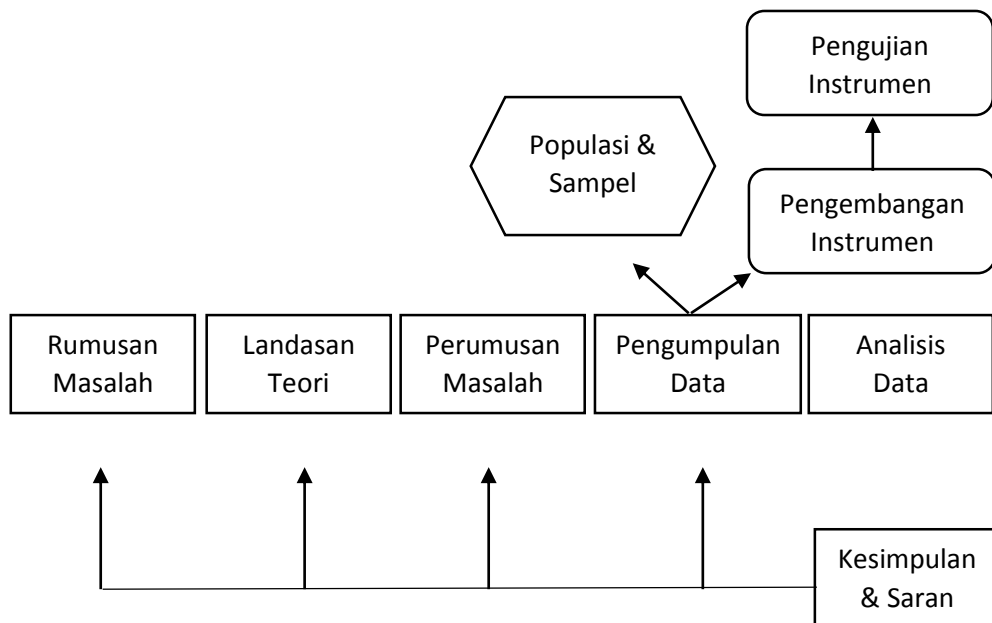 Pengujian
Instrumen
Populasi &
Sampel
Pengembangan
Instrumen
Rumusan
Masalah
Landasan
Teori
Perumusan
Masalah
Pengumpulan
Data
Analisis
Data
Kesimpulan
& Saran